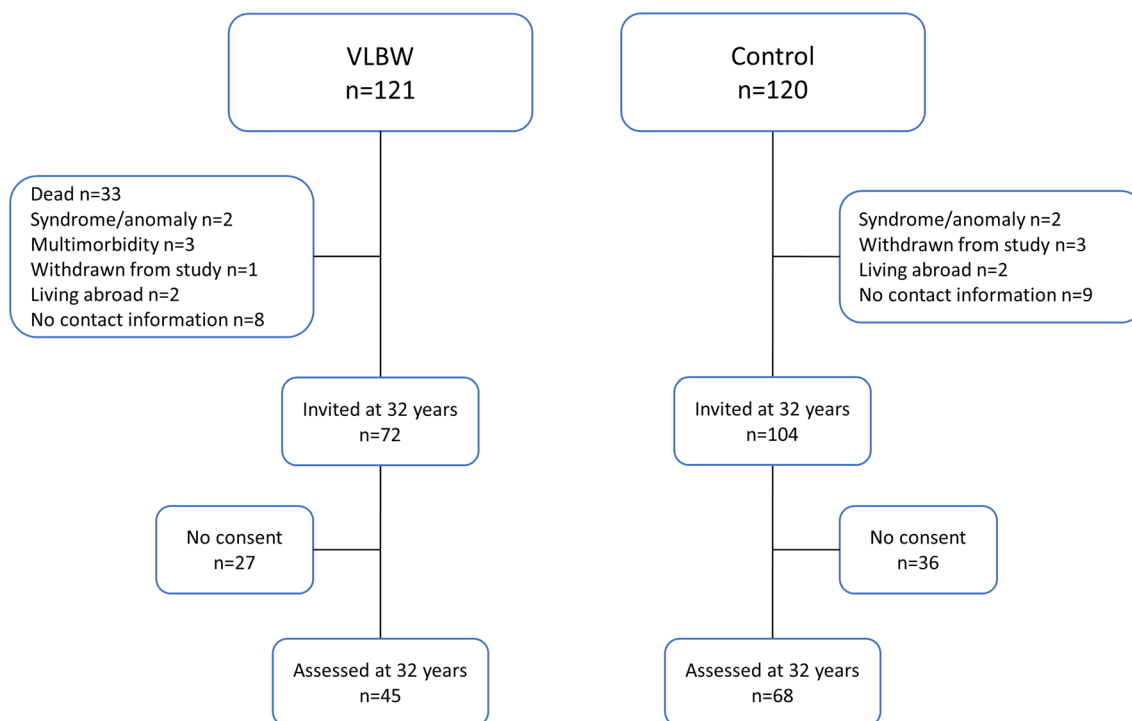 VLBW
n=121
Control
n=120
Dead n=33
Syndrome/anomaly n=2
Multimorbidity n=3
Withdrawn from study n=1
Living abroad n=2
No contact information n=8
Syndrome/anomaly n=2
Withdrawn from study n=3
Living abroad n=2
No contact information n=9
Invited at 32 years
n=72
Invited at 32 years
n=104
No consent
n=27
No consent
n=36
Assessed at 32 years
n=45
Assessed at 32 years
n=68